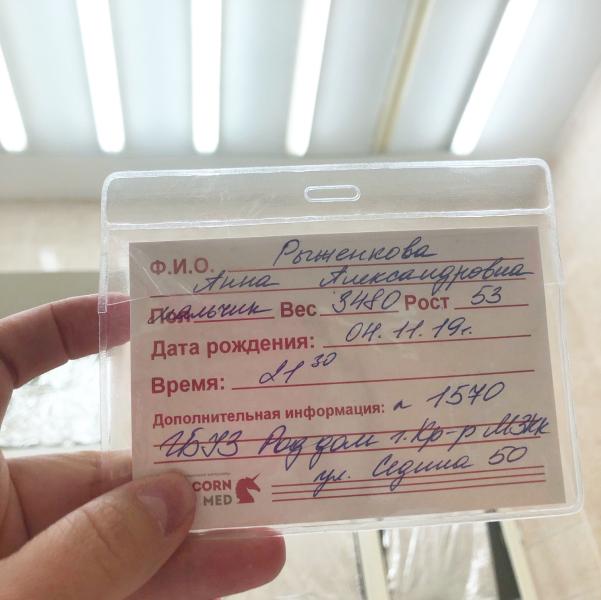 Ф.И.О. Рыженкова
Анна Александровна
Пол мальчик Вес 3480 Рост 53
Дата рождения: 04.11.19г.
Время: 21 30
Дополнительная информация: 1570
ГБУЗ Роддом г. Кр-р МЗКК
ул. Седина 50
CORN
MED